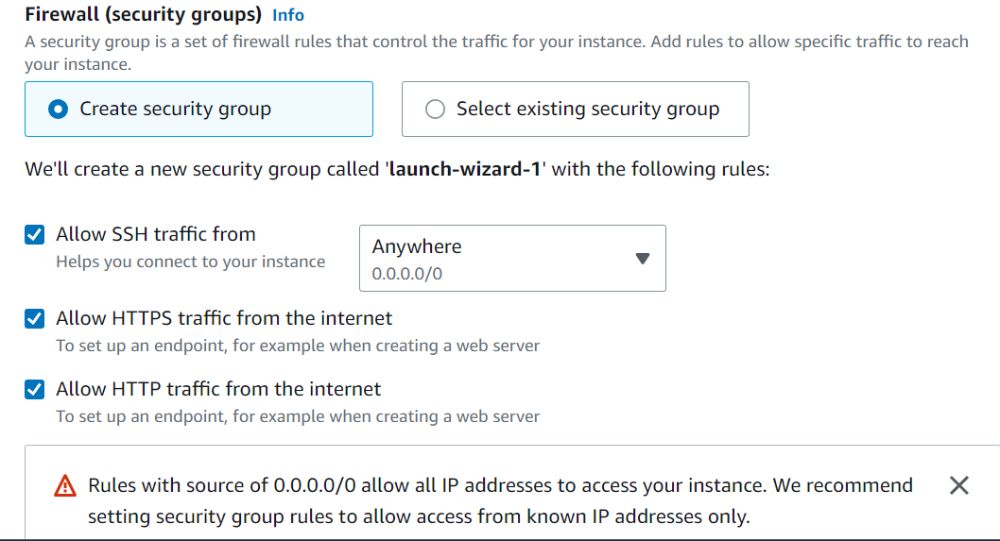 Firewall (security groups) Info
A security group is a set of firewall rules that control the traffic for your instance. Add rules to allow specific traffic to reach
your instance.
Create security group
Select existing security group
We'll create a new security group called 'launch-wizard-1' with the following rules:
Allow SSH traffic from
Helps you connect to your instance
Anywhere
0.0.0.0/0
Allow HTTPS traffic from the internet
To set up an endpoint, for example when creating a web server
Allow HTTP traffic from the internet
To set up an endpoint, for example when creating a web server
Rules with source of 0.0.0.0/0 allow all IP addresses to access your instance. We recommend
setting security group rules to allow access from known IP addresses only.